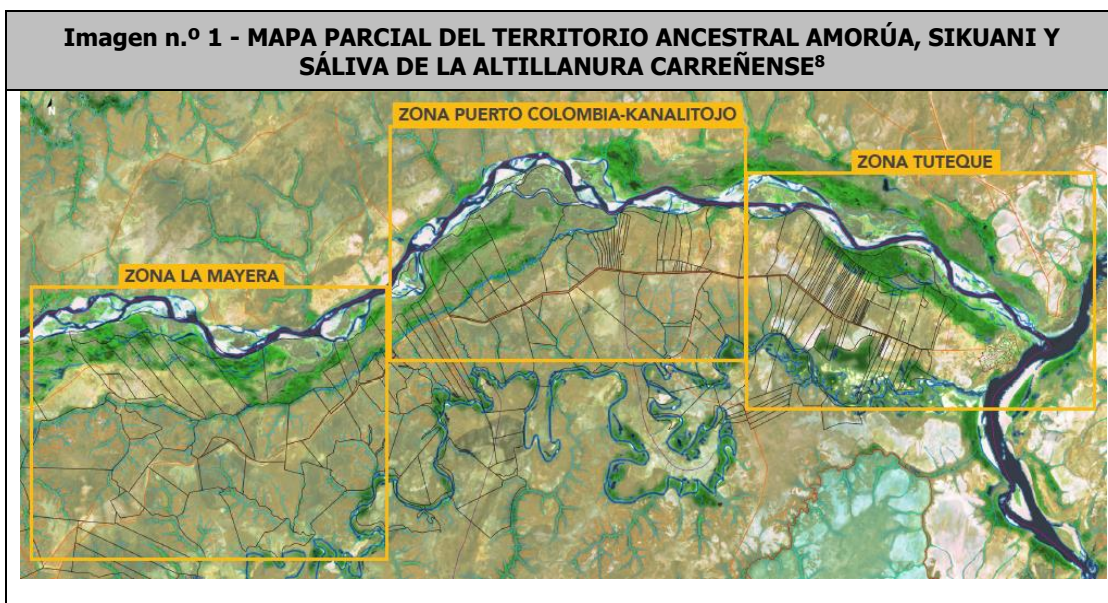 Imagen n.º 1 - MAPA PARCIAL DEL TERRITORIO ANCESTRAL AMORÚA, SIKUANI Y
SÁLIVA DE LA ALTILLANURA CARREÑENSE⁸
N
ZONA PUERTO COLOMBIA-KANALITOJO
ZONA TUTEQUE
ZONA LA MAYERA